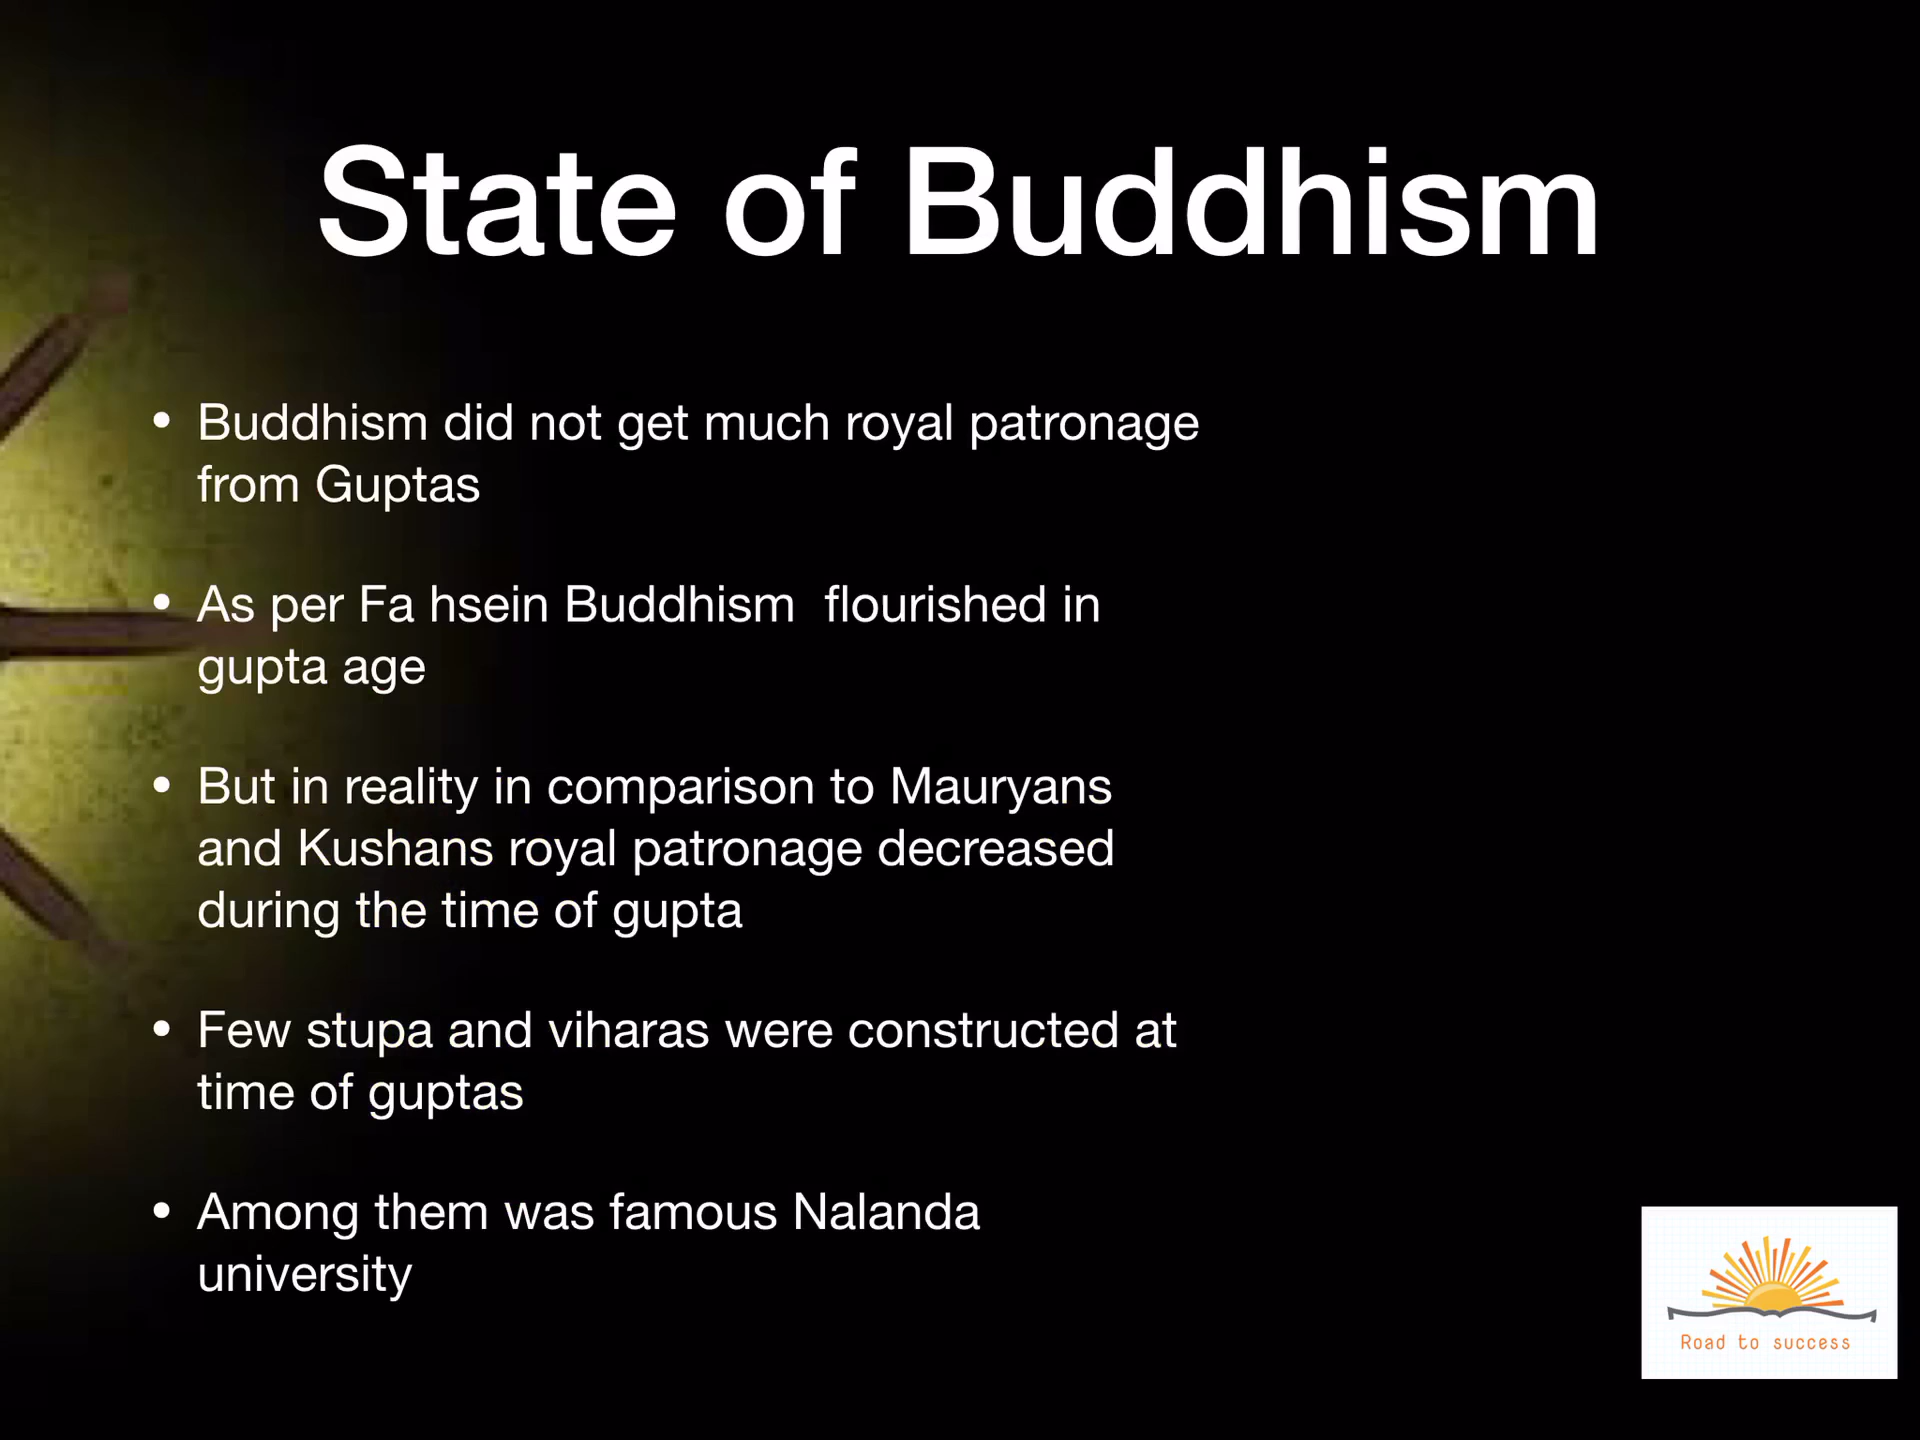 State of Buddhism
• Buddhism did not get much royal patronage
from Guptas
• As per Fa hsein Buddhism  flourished in
gupta age
• But in reality in comparison to Mauryans
and Kushans royal patronage decreased
during the time of gupta
• Few stupa and viharas were constructed at
time of guptas
• Among them was famous Nalanda
university
Road to success